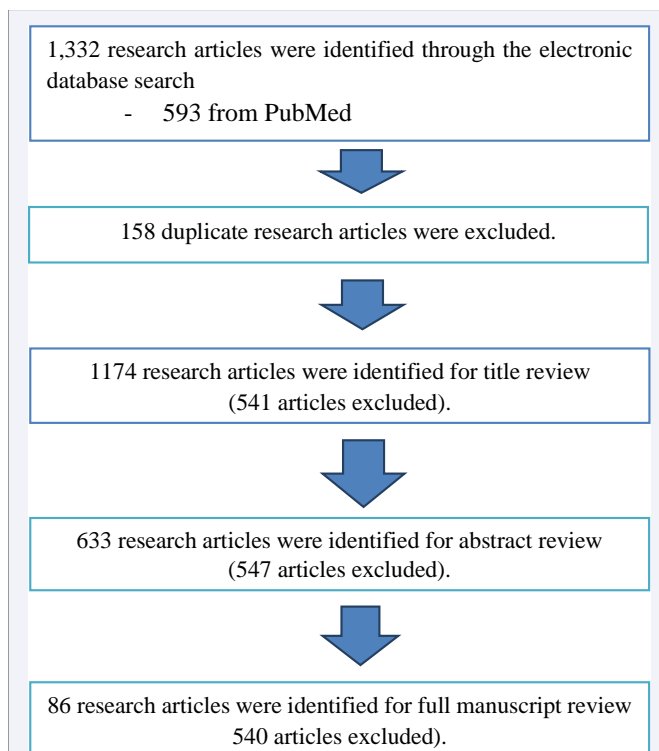 1,332 research articles were identified through the electronic
database search
- 593 from PubMed
158 duplicate research articles were excluded.
1174 research articles were identified for title review
(541 articles excluded).
633 research articles were identified for abstract review
(547 articles excluded).
86 research articles were identified for full manuscript review
540 articles excluded).